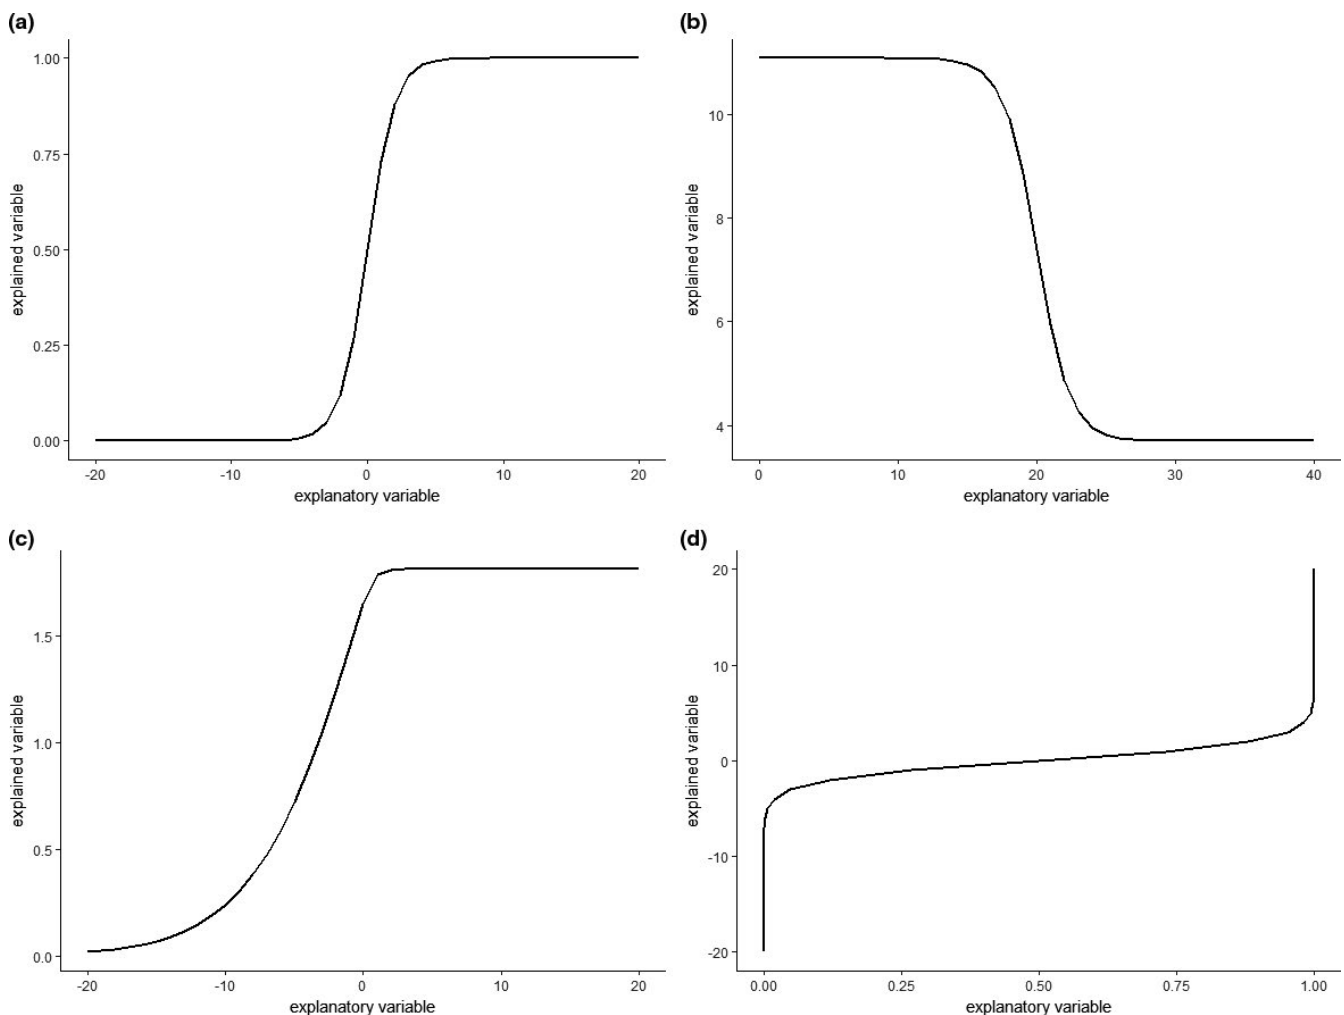 (a)
1.00
0.75
0.50
0.25
0.00
explained variable
-20 -10 0 10 20
explanatory variable
(b)
10
8
6
4
explained variable
0 10 20 30 40
explanatory variable
(c)
1.5
1.0
0.5
0.0
explained variable
-20 -10 0 10 20
explanatory variable
(d)
20
10
0
-10
-20
explained variable
0.00 0.25 0.50 0.75 1.00
explanatory variable